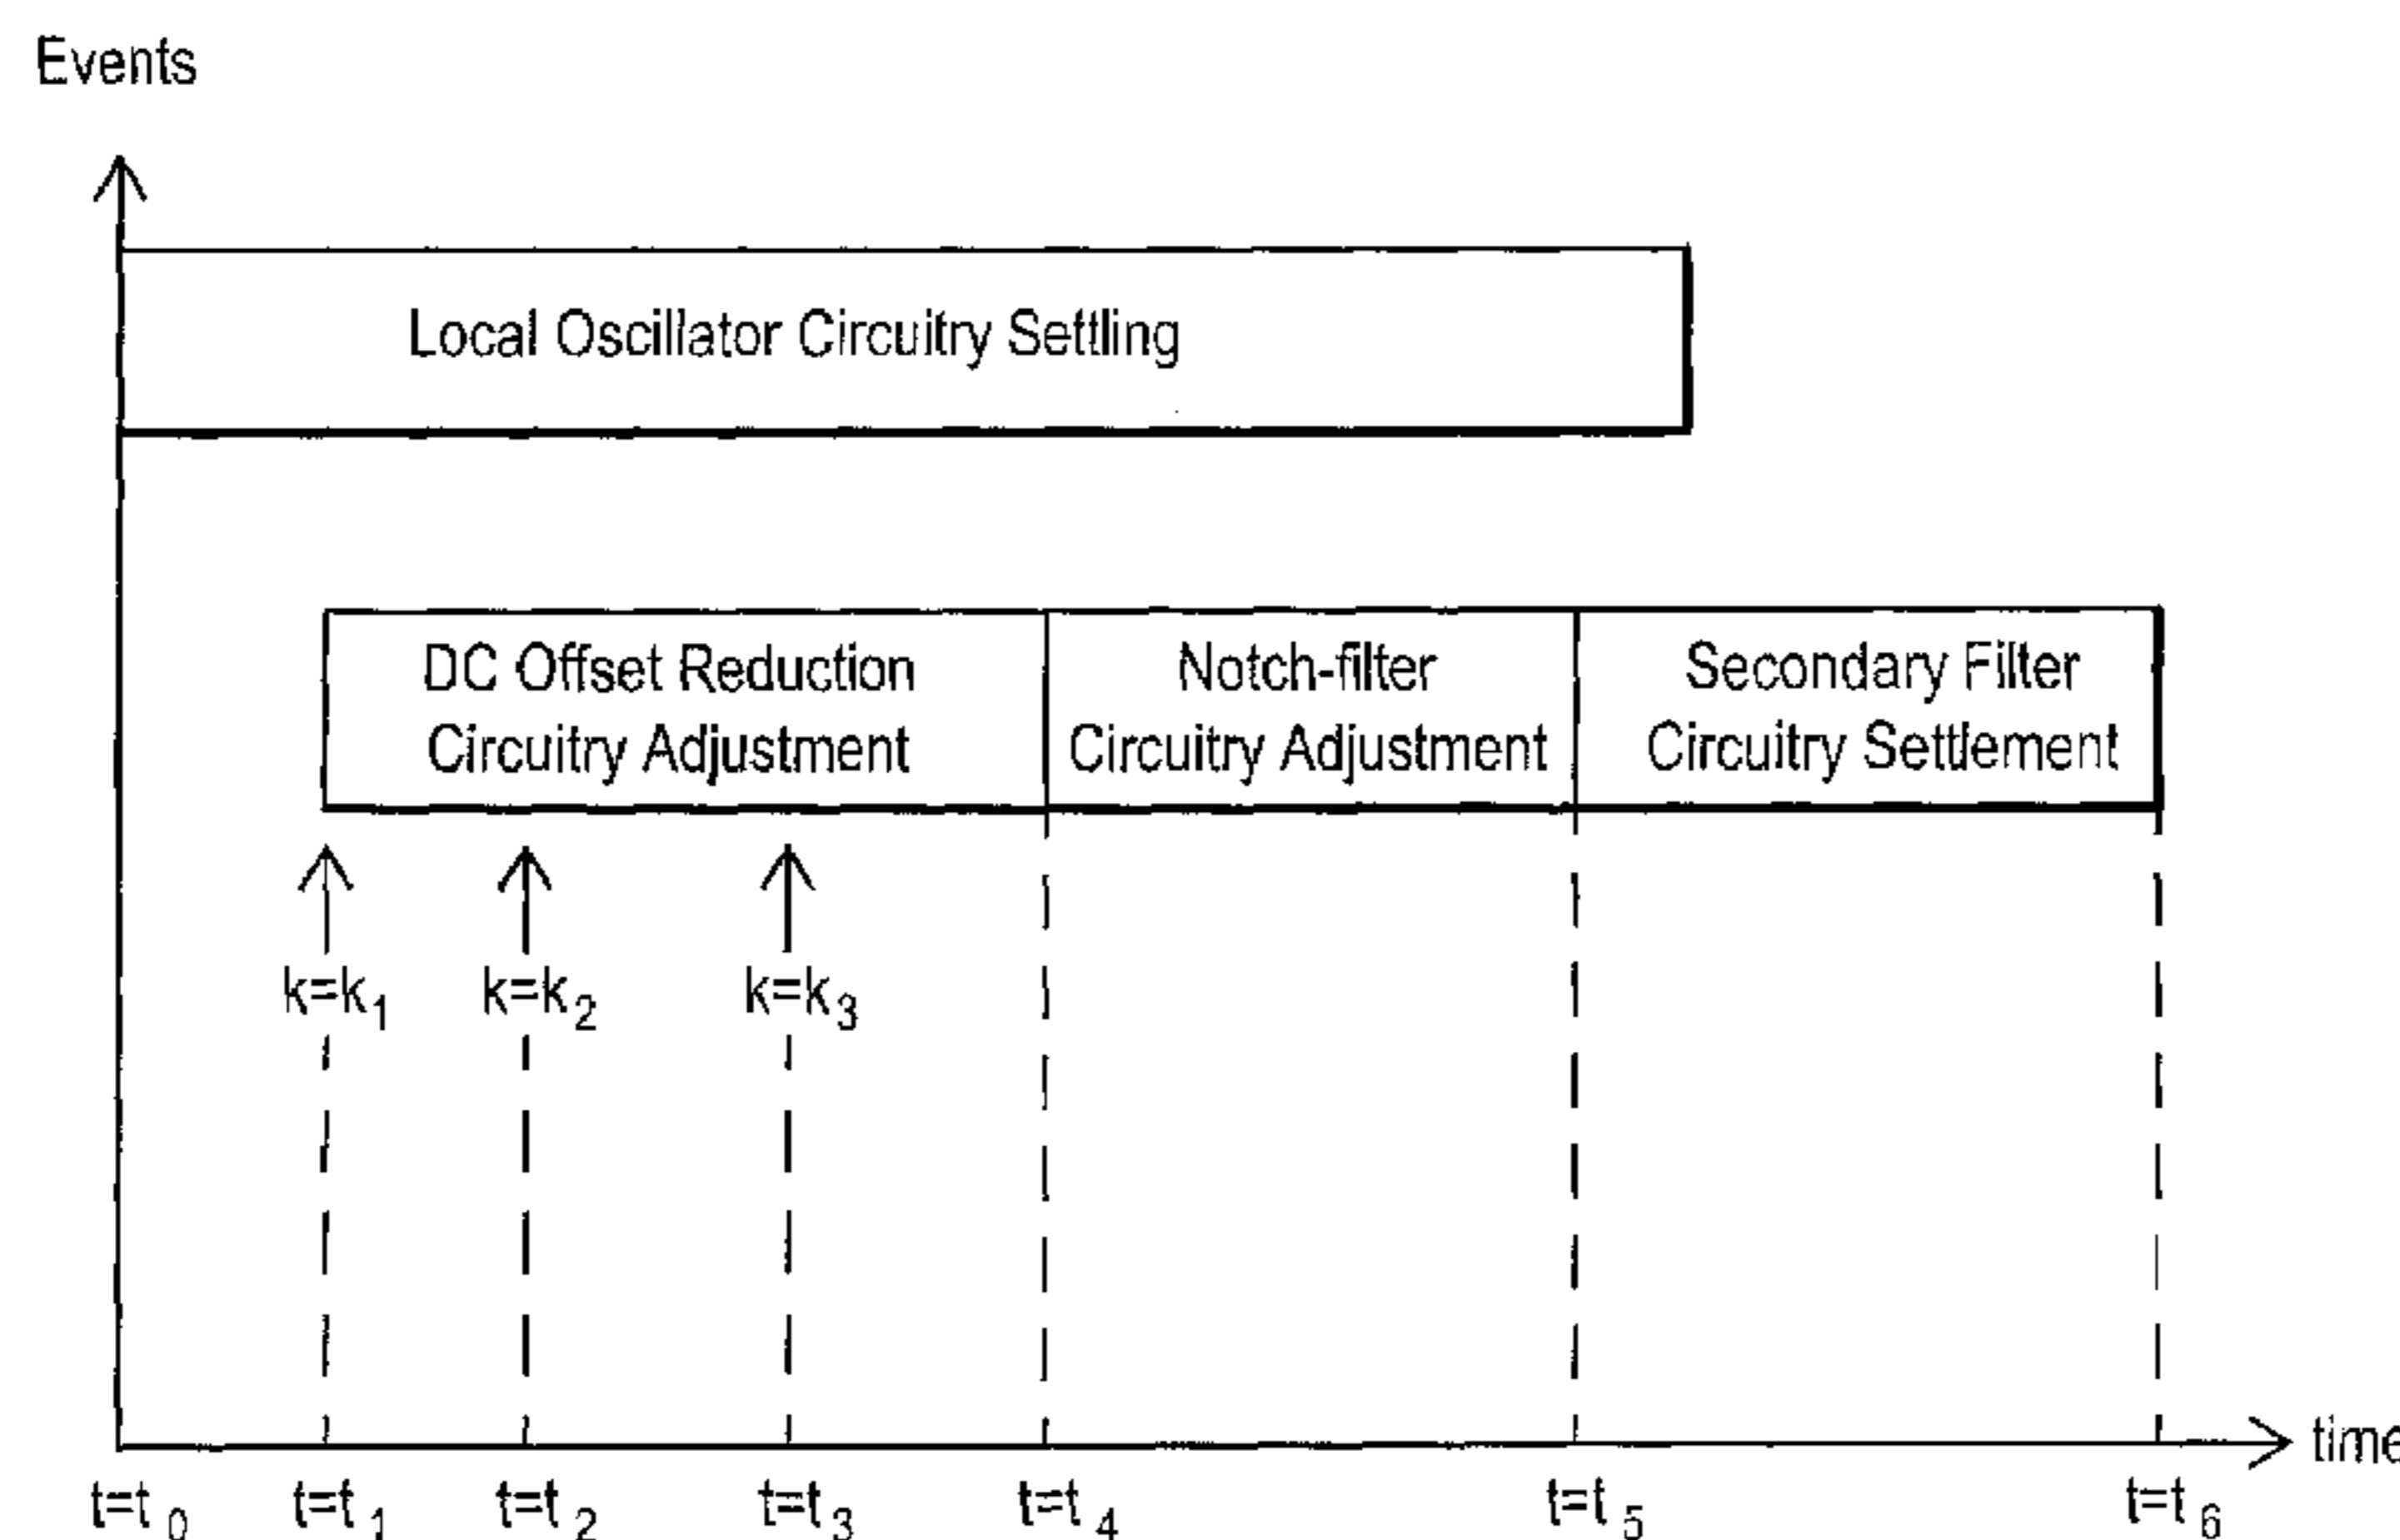 Events
Local Oscillator Circuitry Settling
DC Offset Reduction
Circuitry Adjustment
Notch-filter
Circuitry Adjustment
Secondary Filter
Circuitry Settlement
k=k1
k=k2
k=k3
time
t=t0
t=t1
t=t2
t=t3
t=t4
t=t5
t=t6